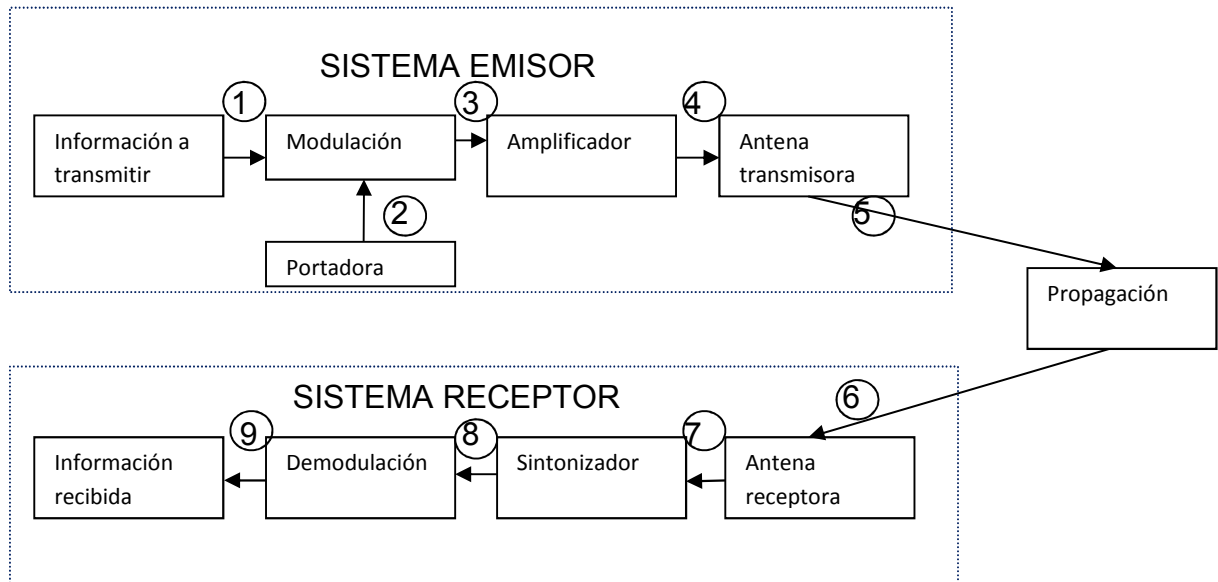 SISTEMA EMISOR
1
3
4
Información a
transmitir
Modulación
Amplificador
Antena
transmisora
2
5
Portadora
Propagación
SISTEMA RECEPTOR
6
9
8
7
Información
recibida
Demodulación
Sintonizador
Antena
receptora